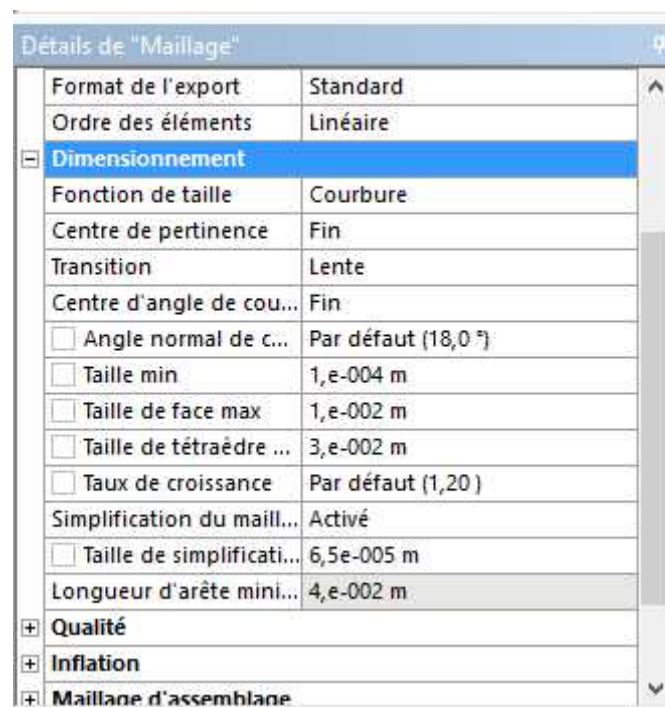 Détails de "Maillage"
Format de l'export Standard
Ordre des éléments Linéaire
Dimensionnement
Fonction de taille Courbure
Centre de pertinence Fin
Transition Lente
Centre d'angle de cou... Fin
Angle normal de c... Par défaut (18,0 °)
Taille min 1,e-004 m
Taille de face max 1,e-002 m
Taille de tétraèdre ... 3,e-002 m
Taux de croissance Par défaut (1,20 )
Simplification du maill... Activé
Taille de simplificati... 6,5e-005 m
Longueur d'arête mini... 4,e-002 m
Qualité
Inflation
Maillage d'assemblage